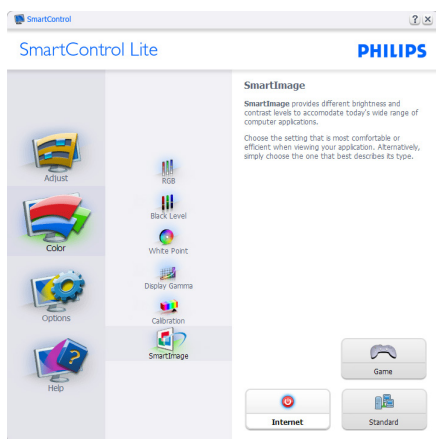 SmartControl
SmartControl Lite
PHILIPS
Adjust
Color
Options
Help
RGB
Black Level
White Point
Display Gamma
Calibration
SmartImage
SmartImage
SmartImage provides different brightness and
contrast levels to accomodate today's wide range of
computer applications.
Choose the setting that is most comfortable or
efficient when viewing your application. Alternatively,
simply choose the one that best describes its type.
Game
Internet
Standard